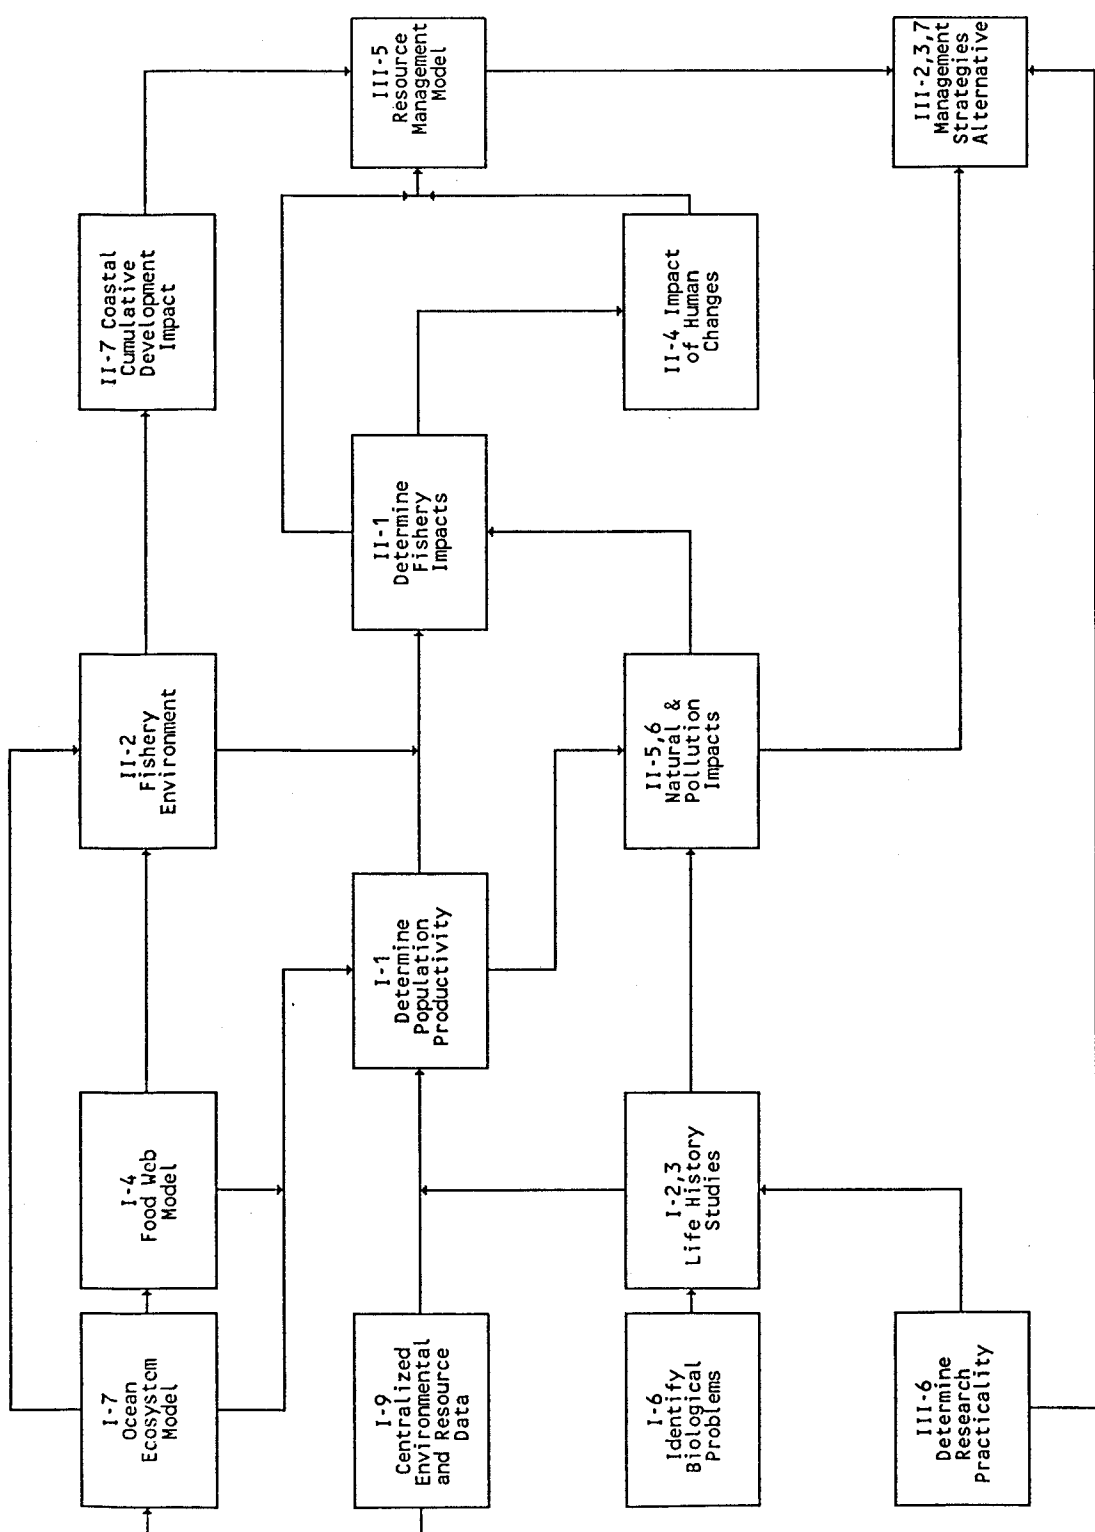 I-7
Ocean
Ecosystem
Model
I-4
Food Web
Model
II-2
Fishery
Environment
II-7 Coastal
Cumulative
Development
Impact
I-9
Centralized
Environmental
and Resource
Data
I-1
Determine
Population
Productivity
II-1
Determine
Fishery
Impacts
III-5
Resource
Management
Model
I-6
Identify
Biological
Problems
I-2,3
Life History
Studies
II-5,6
Natural &
Pollution
Impacts
II-4 Impact
of Human
Changes
III-6
Determine
Research
Practicality
III-2,3,7
Management
Strategies
Alternative